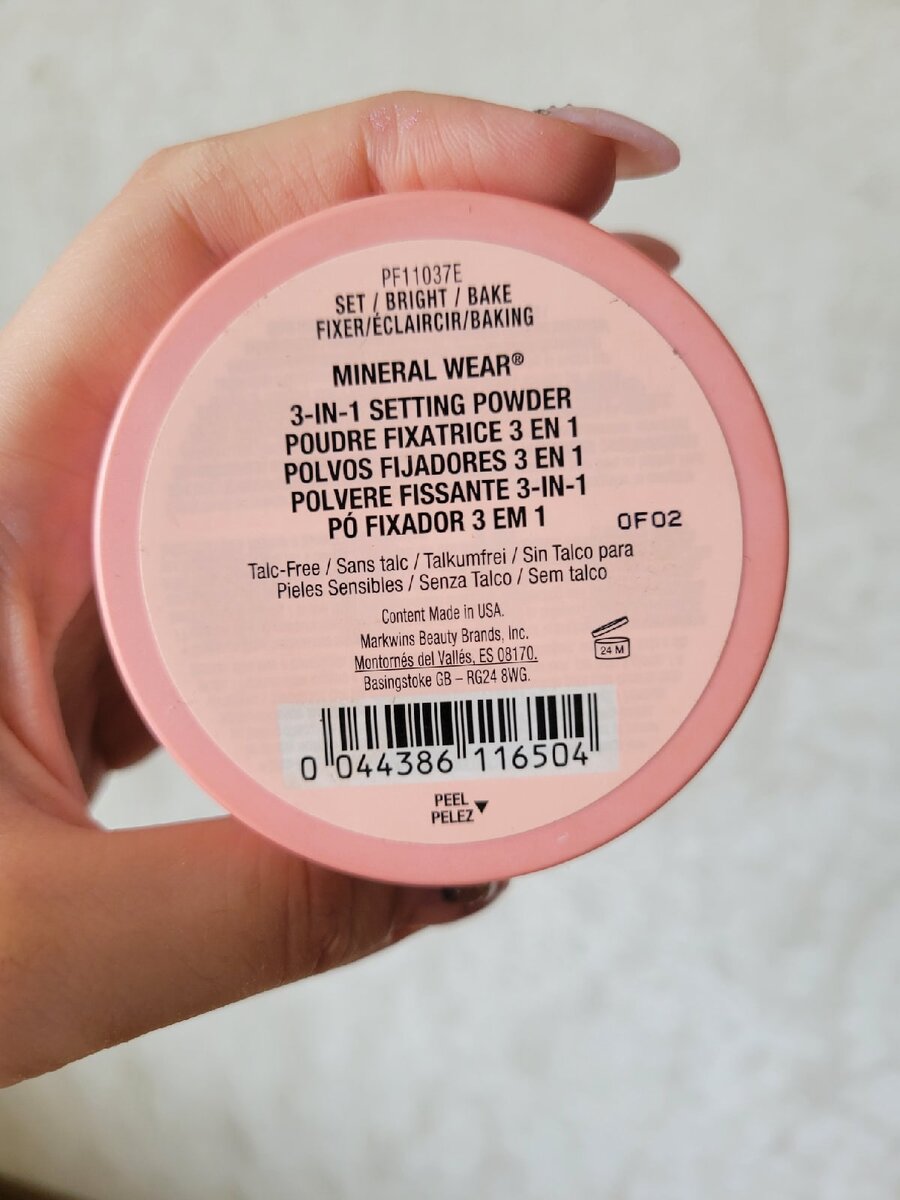 PF11037E
SET / BRIGHT / BAKE
FIXER/ÉCLAIRCIR/BAKING
MINERAL WEAR®
3-IN-1 SETTING POWDER
POUDRE FIXATRICE 3 EN 1
POLVOS FIJADORES 3 EN 1
POLVERE FISSANTE 3-IN-1
PÓ FIXADOR 3 EM 1
0F02
Talc-Free / Sans talc / Talkumfrei / Sin Talco para
Pieles Sensibles / Senza Talco / Sem talco
Content Made in USA.
Markwins Beauty Brands, Inc.
Montornés del Vallés, ES 08170.
Basingstoke GB – RG24 8WG.
24 M
0 044386 116504
PEEL
PELEZ